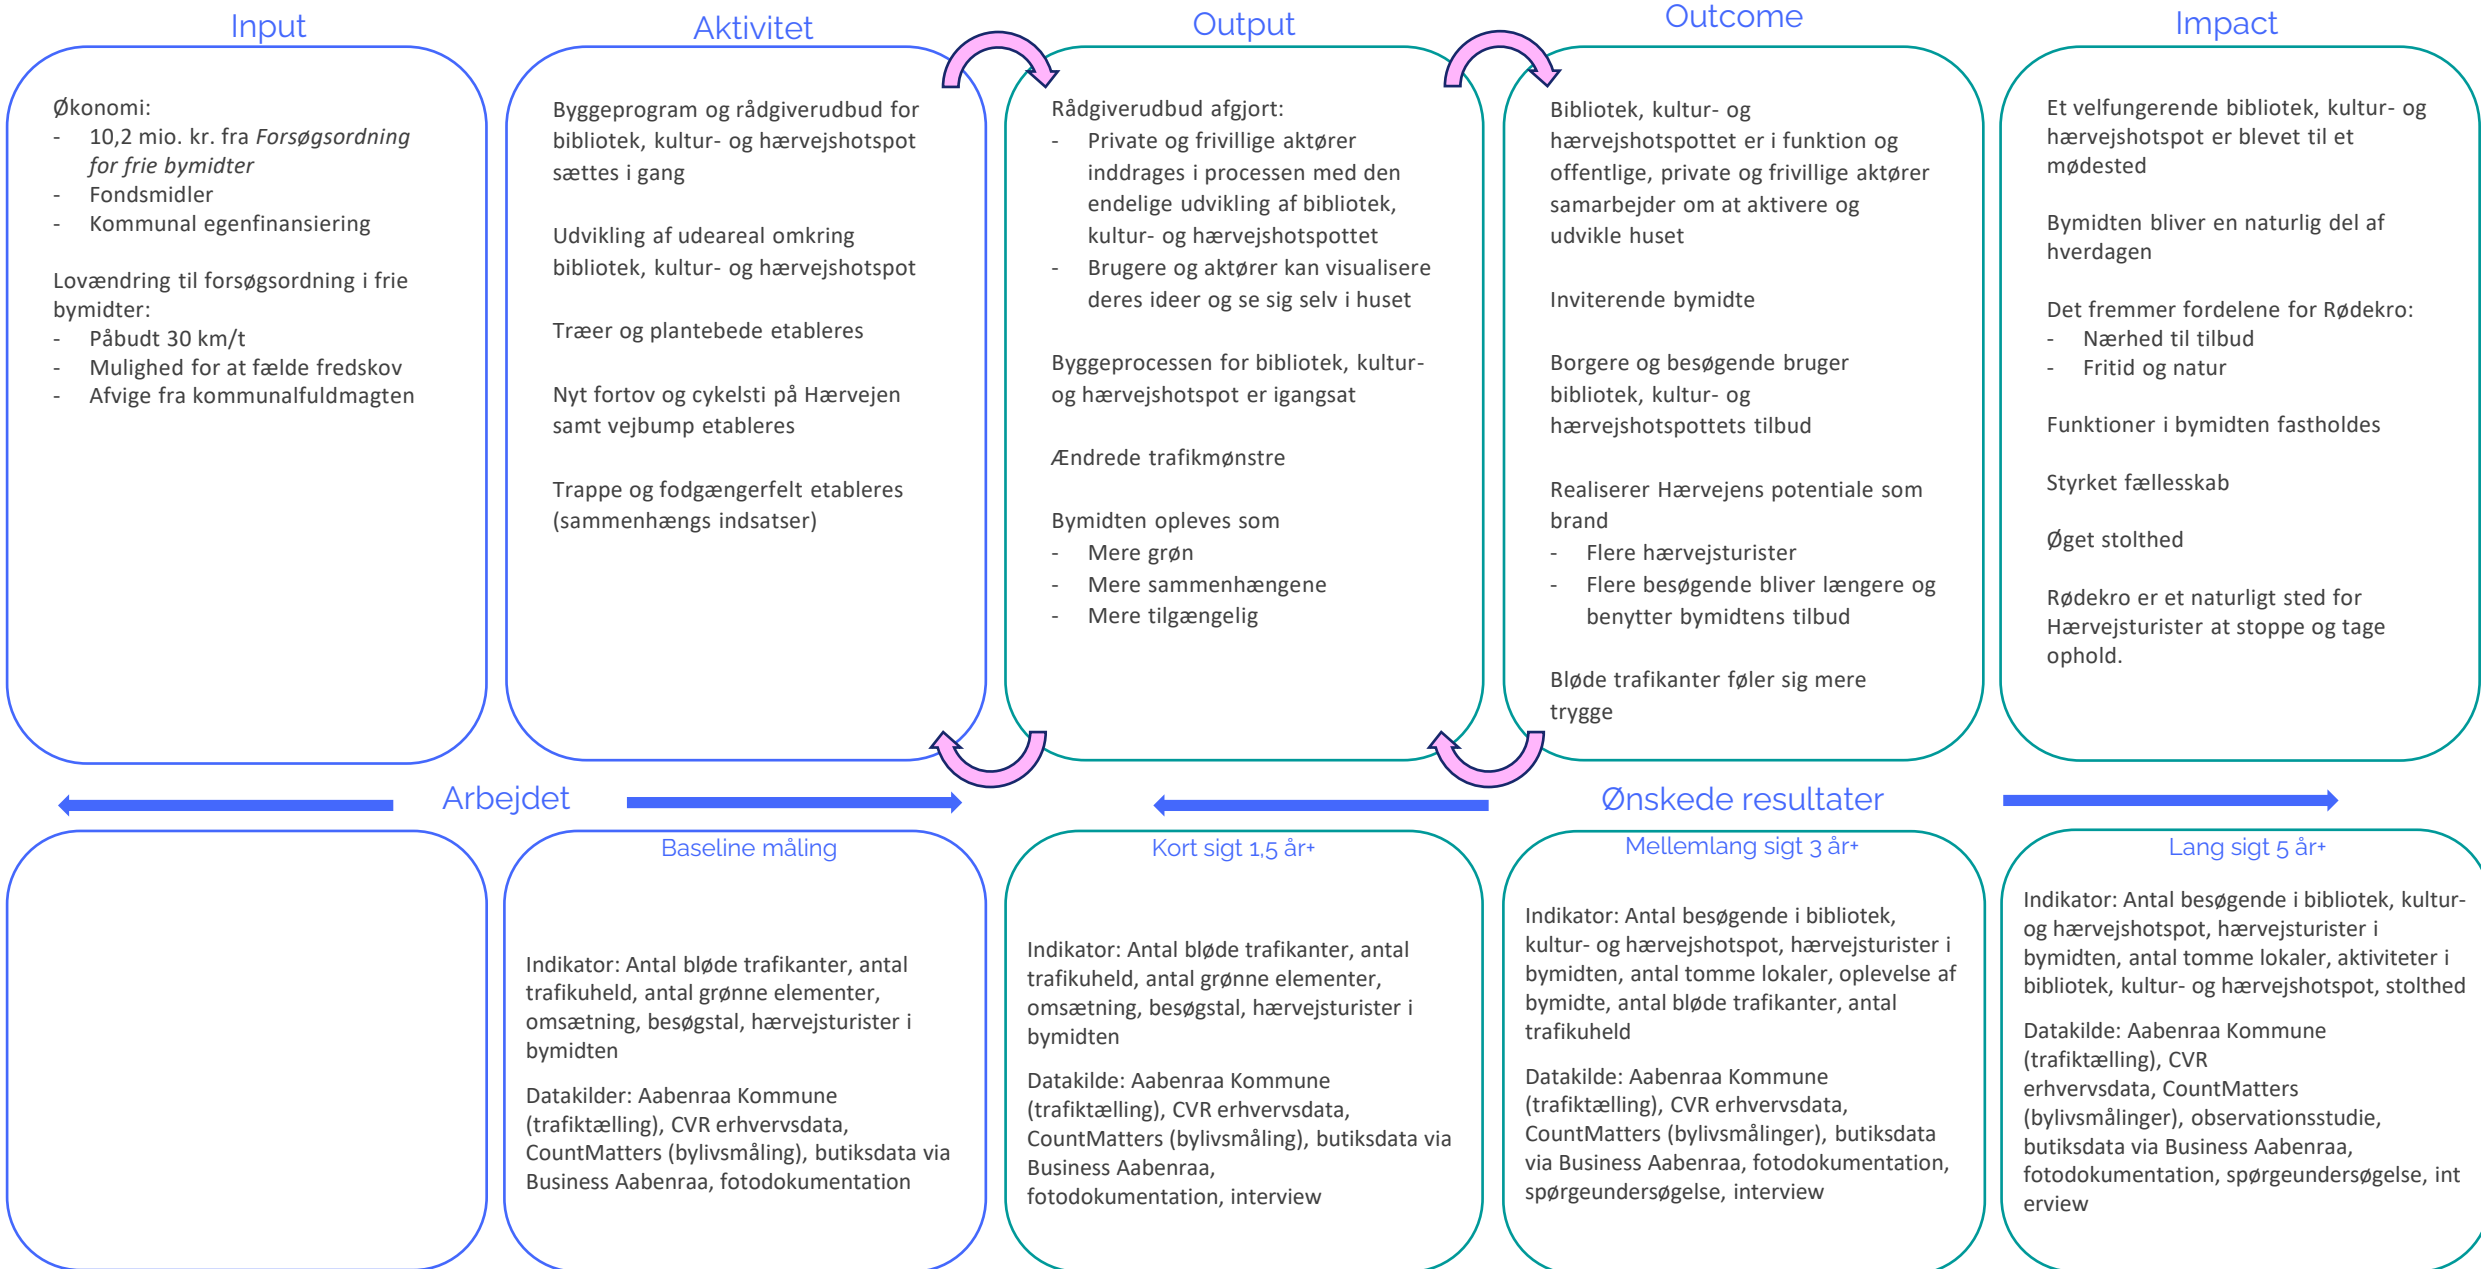 Input
Økonomi:
- 10,2 mio. kr. fra Forsøgsordning
for frie bymidter
- Fondsmidler
- Kommunal egenfinansiering
Lovændring til forsøgsordning i frie
bymidter:
- Påbudt 30 km/t
- Mulighed for at fælde fredskov
- Afvige fra kommunalfuldmagten
Aktivitet
Byggeprogram og rådgiverudbud for
bibliotek, kultur- og hærvejshotspot
sættes i gang
Udvikling af udeareal omkring
bibliotek, kultur- og hærvejshotspot
Træer og plantebede etableres
Nyt fortov og cykelsti på Hærvejen
samt vejbump etableres
Trappe og fodgængerfelt etableres
(sammenhængs indsatser)
Output
Rådgiverudbud afgjort:
- Private og frivillige aktører
inddrages i processen med den
endelige udvikling af bibliotek,
kultur- og hærvejshotspottet
- Brugere og aktører kan visualisere
deres ideer og se sig selv i huset
Byggeprocessen for bibliotek, kultur-
og hærvejshotspot er igangsat
Ændrede trafikmønstre
Bymidten opleves som
- Mere grøn
- Mere sammenhængene
- Mere tilgængelig
Outcome
Bibliotek, kultur- og
hærvejshotspottet er i funktion og
offentlige, private og frivillige aktører
samarbejder om at aktivere og
udvikle huset
Inviterende bymidte
Borgere og besøgende bruger
bibliotek, kultur- og
hærvejshotspottets tilbud
Realiserer Hærvejens potentiale som
brand
- Flere hærvejsturister
- Flere besøgende bliver længere og
benytter bymidtens tilbud
Bløde trafikanter føler sig mere
trygge
Impact
Et velfungerende bibliotek, kultur- og
hærvejshotspot er blevet til et
mødested
Bymidten bliver en naturlig del af
hverdagen
Det fremmer fordelene for Rødekro:
- Nærhed til tilbud
- Fritid og natur
Funktioner i bymidten fastholdes
Styrket fællesskab
Øget stolthed
Rødekro er et naturligt sted for
Hærvejsturister at stoppe og tage
ophold.
Arbejdet
Ønskede resultater
Baseline måling
Indikator: Antal bløde trafikanter, antal
trafikuheld, antal grønne elementer,
omsætning, besøgstal, hærvejsturister i
bymidten
Datakilder: Aabenraa Kommune
(trafiktælling), CVR erhvervsdata,
CountMatters (bylivsmåling), butiksdata via
Business Aabenraa, fotodokumentation
Kort sigt 1,5 år+
Indikator: Antal bløde trafikanter, antal
trafikuheld, antal grønne elementer,
omsætning, besøgstal, hærvejsturister i
bymidten
Datakilde: Aabenraa Kommune
(trafiktælling), CVR erhvervsdata,
CountMatters (bylivsmåling), butiksdata via
Business Aabenraa,
fotodokumentation, interview
Mellemlang sigt 3 år+
Indikator: Antal besøgende i bibliotek,
kultur- og hærvejshotspot, hærvejsturister i
bymidten, antal tomme lokaler, oplevelse af
bymidte, antal bløde trafikanter, antal
trafikuheld
Datakilde: Aabenraa Kommune
(trafiktælling), CVR erhvervsdata,
CountMatters (bylivsmålinger), butiksdata
via Business Aabenraa, fotodokumentation,
spørgeundersøgelse, interview
Lang sigt 5 år+
Indikator: Antal besøgende i bibliotek, kultur-
og hærvejshotspot, hærvejsturister i
bymidten, antal tomme lokaler, aktiviteter i
bibliotek, kultur- og hærvejshotspot, stolthed
Datakilde: Aabenraa Kommune
(trafiktælling), CVR
erhvervsdata, CountMatters
(bylivsmålinger), observationsstudie,
butiksdata via Business Aabenraa,
fotodokumentation, spørgeundersøgelse, int
erview